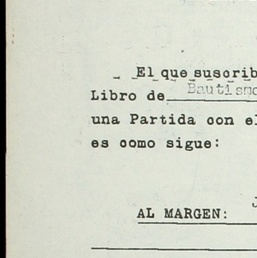 El que suscrib
Libro de Bautismo
una Partida con el
es como sigue:
AL MARGEN: